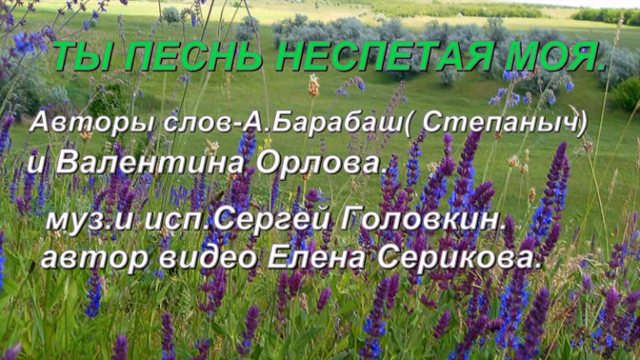 ТЫ ПЕСНЬ НЕСПЕТАЯ МОЯ.
Авторы слов-А.Барабаш( Степаныч)
и Валентина Орлова.
муз.и исп.Сергей Головкин.
автор видео Елена Серикова.